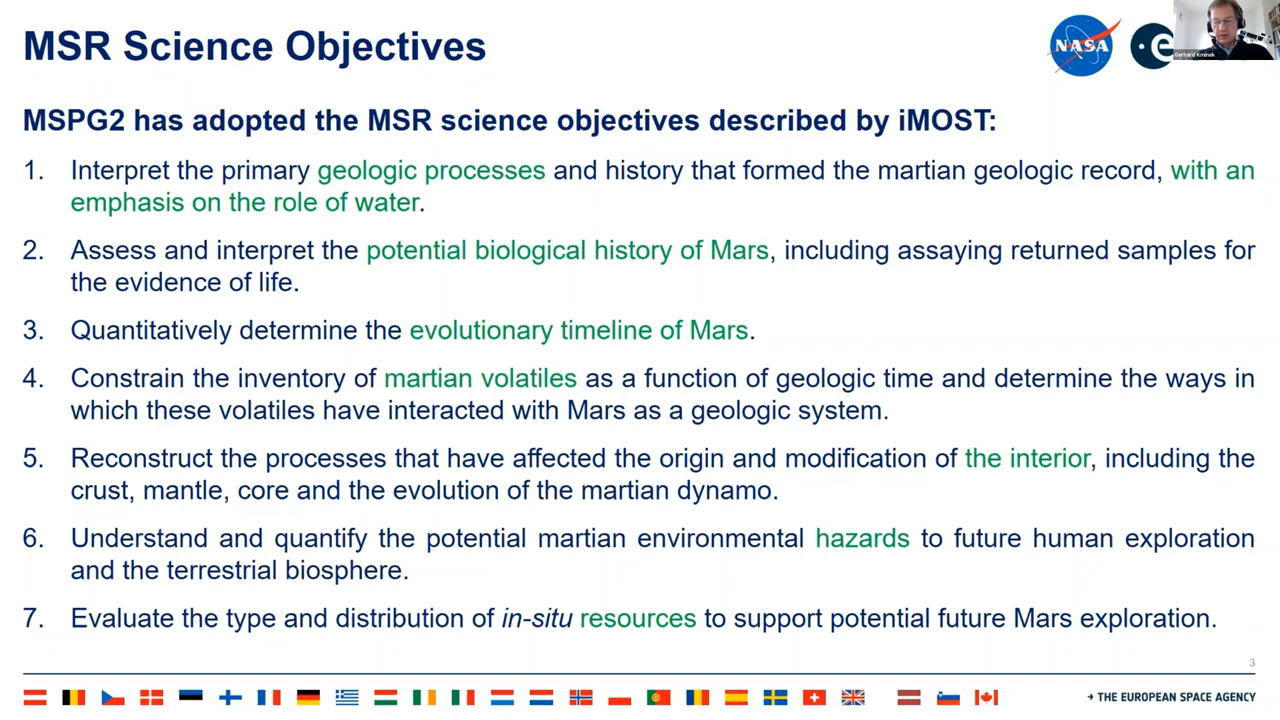 MSR Science Objectives
NASA
e
Gerhard Kminek
MSPG2 has adopted the MSR science objectives described by iMOST:
1. Interpret the primary geologic processes and history that formed the martian geologic record, with an
emphasis on the role of water.
2. Assess and interpret the potential biological history of Mars, including assaying returned samples for
the evidence of life.
3. Quantitatively determine the evolutionary timeline of Mars.
4. Constrain the inventory of martian volatiles as a function of geologic time and determine the ways in
which these volatiles have interacted with Mars as a geologic system.
5. Reconstruct the processes that have affected the origin and modification of the interior, including the
crust, mantle, core and the evolution of the martian dynamo.
6. Understand and quantify the potential martian environmental hazards to future human exploration
and the terrestrial biosphere.
7. Evaluate the type and distribution of in-situ resources to support potential future Mars exploration.
3
→ THE EUROPEAN SPACE AGENCY